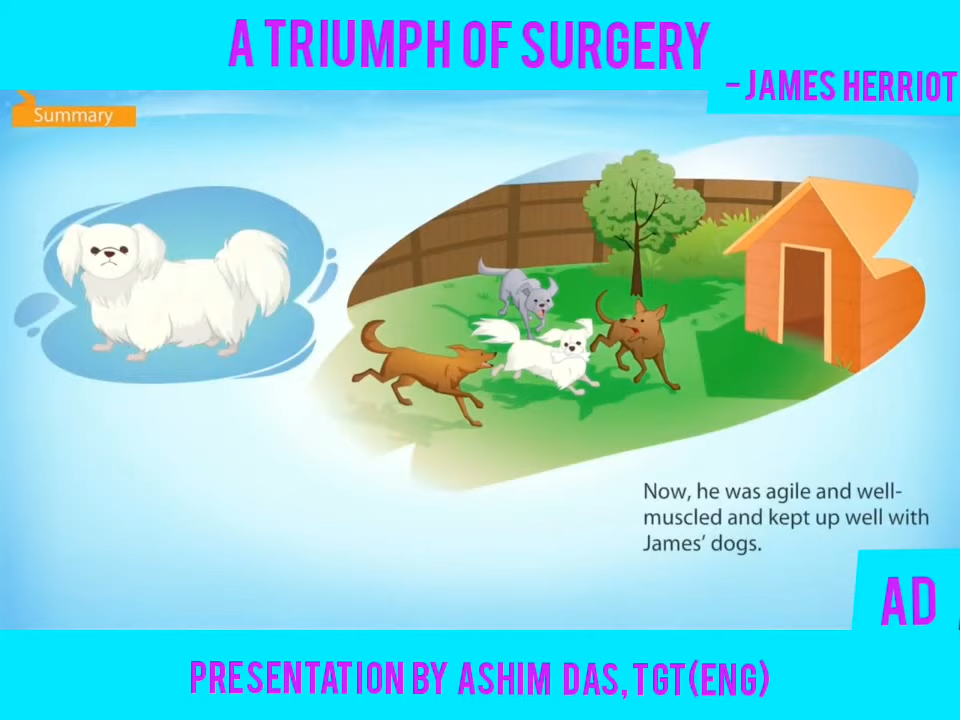 A TRIUMPH OF SURGERY
– JAMES HERRIOT
Summary
Now, he was agile and well-
muscled and kept up well with
James’ dogs.
AD
PRESENTATION BY ASHIM DAS, TGT(ENG)